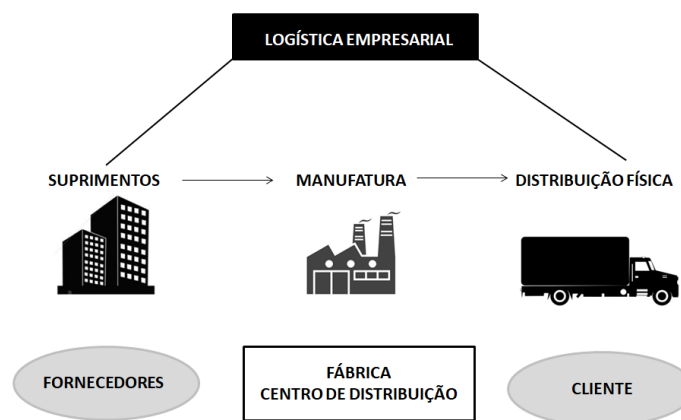 LOGÍSTICA EMPRESARIAL
SUPRIMENTOS
MANUFATURA
DISTRIBUIÇÃO FÍSICA
FORNECEDORES
FÁBRICA
CENTRO DE DISTRIBUIÇÃO
CLIENTE